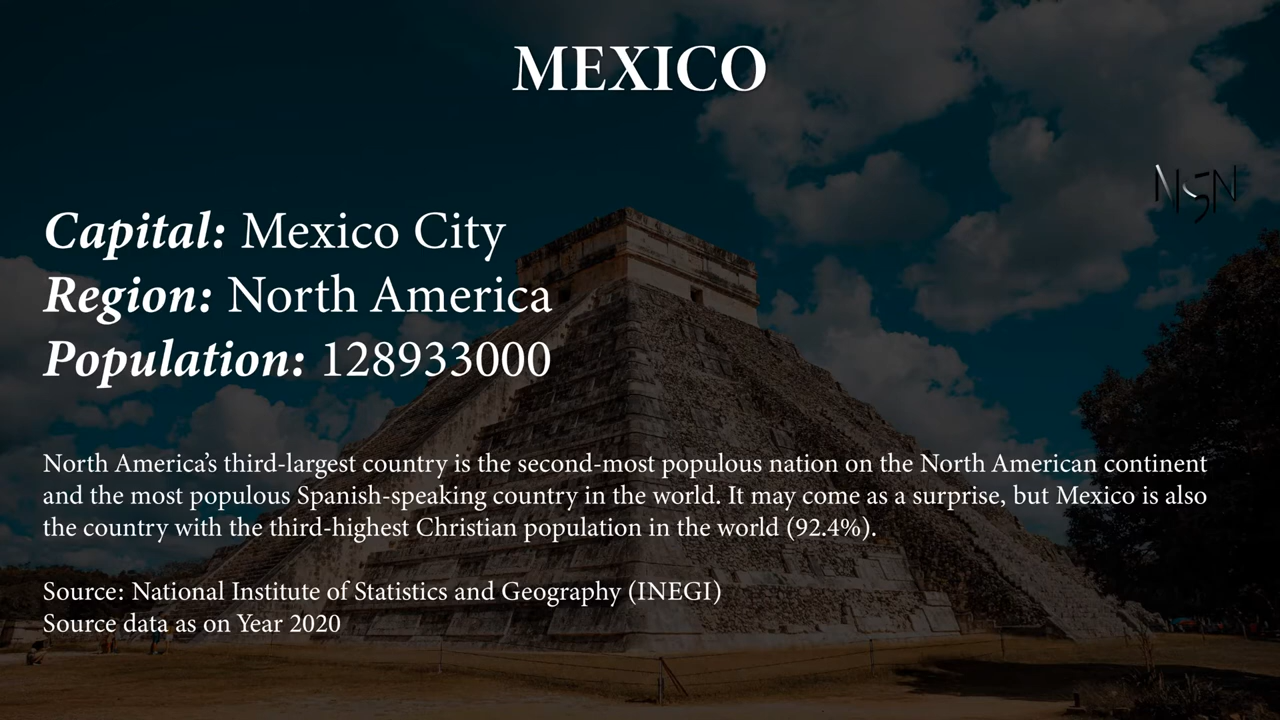 MEXICO
NSN
Capital: Mexico City
Region: North America
Population: 128933000
North America’s third-largest country is the second-most populous nation on the North American continent
and the most populous Spanish-speaking country in the world. It may come as a surprise, but Mexico is also
the country with the third-highest Christian population in the world (92.4%).
Source: National Institute of Statistics and Geography (INEGI)
Source data as on Year 2020